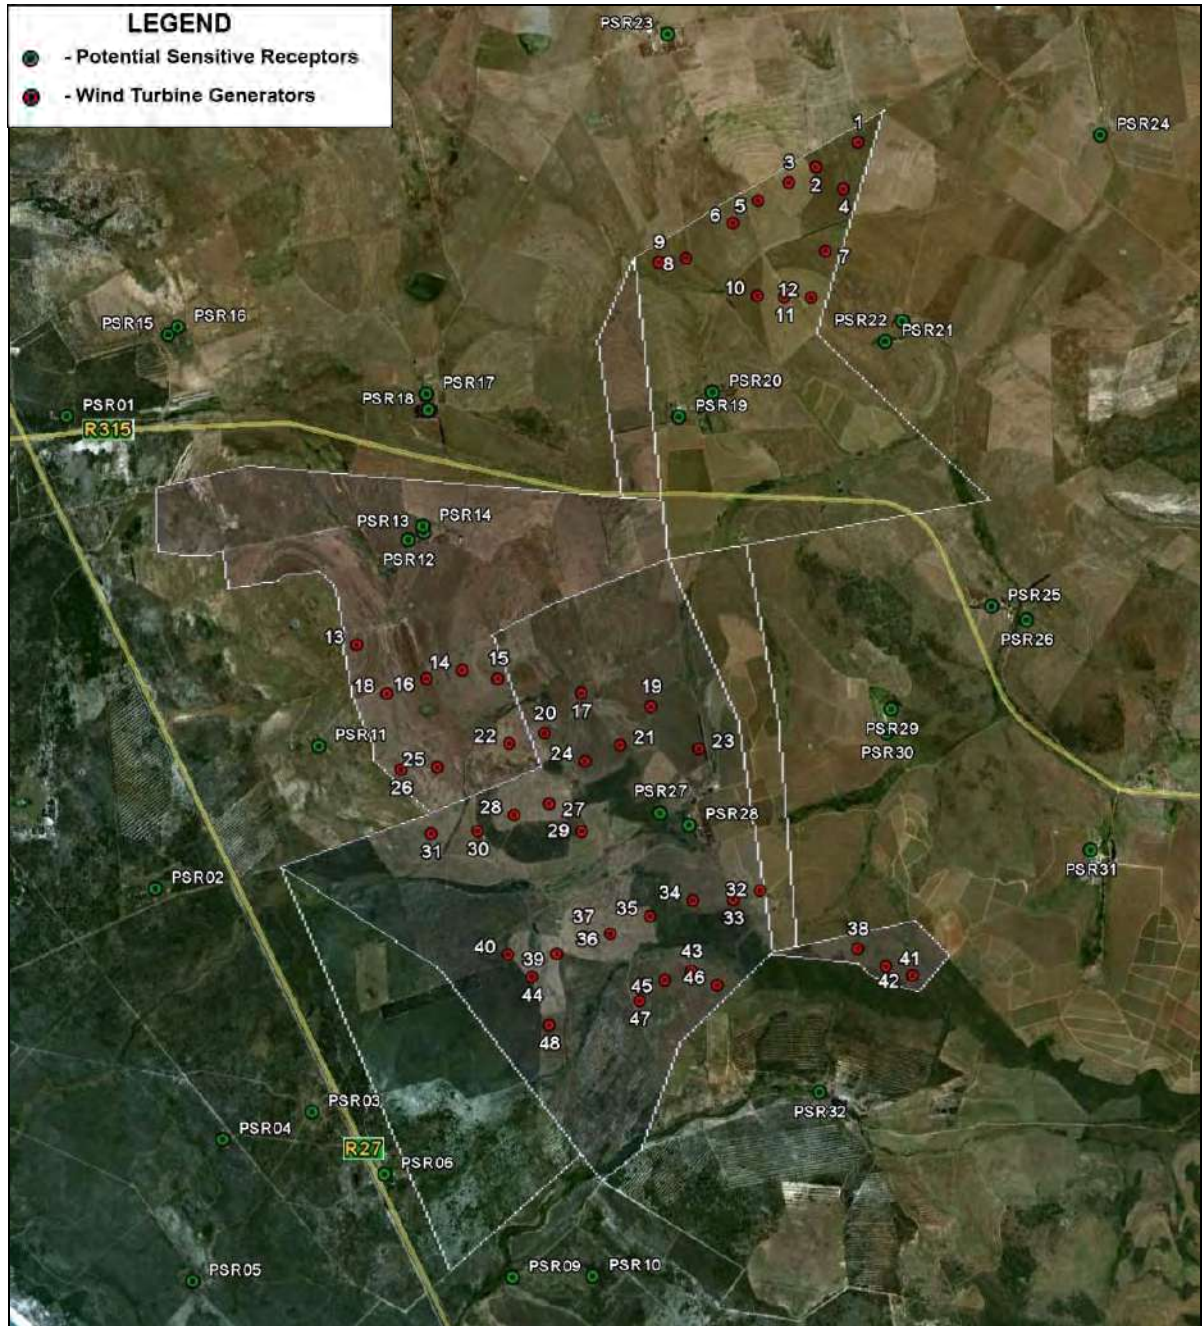 LEGEND
- Potential Sensitive Receptors
- Wind Turbine Generators
PSR23
PSR24
1
2
3
4
5
6
7
8
9
10
11
12
PSR22
PSR21
PSR15
PSR16
PSR17
PSR18
PSR20
PSR19
PSR01
R315
PSR13
PSR14
PSR12
PSR25
PSR26
13
14
15
16
18
17
19
20
21
22
23
24
PSR11
25
26
PSR29
PSR30
PSR27
PSR28
27
28
29
30
31
PSR31
PSR02
32
33
34
35
36
37
38
39
40
41
42
43
44
45
46
47
48
PSR32
PSR03
PSR04
R27
PSR06
PSR05
PSR09
PSR10